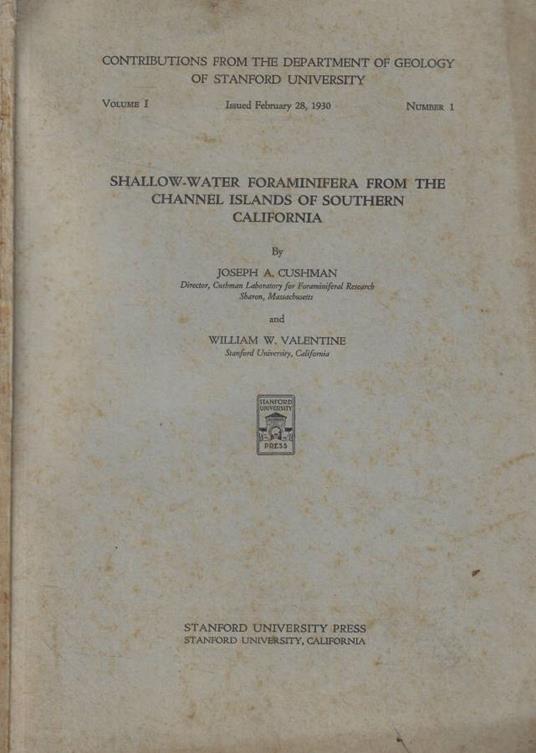 CONTRIBUTIONS FROM THE DEPARTMENT OF GEOLOGY
OF STANFORD UNIVERSITY
VOLUME I Issued February 28, 1930 NUMBER 1
SHALLOW-WATER FORAMINIFERA FROM THE
CHANNEL ISLANDS OF SOUTHERN
CALIFORNIA
By
JOSEPH A. CUSHMAN
Director, Cushman Laboratory for Foraminiferal Research
Sharon, Massachusetts
and
WILLIAM W. VALENTINE
Stanford University, California
STANFORD
UNIVERSITY
PRESS
STANFORD UNIVERSITY PRESS
STANFORD UNIVERSITY, CALIFORNIA